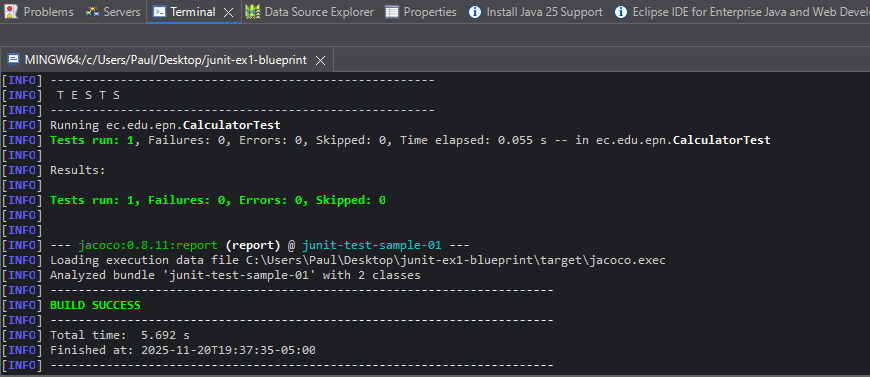 Problems Servers Terminal Data Source Explorer Properties Install Java 25 Support Eclipse IDE for Enterprise Java and Web Deve
MINGW64:/c/Users/Paul/Desktop/junit-ex1-blueprint
[INFO] -------------------------------------------------------
[INFO]  T E S T S
[INFO] -------------------------------------------------------
[INFO] Running ec.edu.epn.CalculatorTest
[INFO] Tests run: 1, Failures: 0, Errors: 0, Skipped: 0, Time elapsed: 0.055 s -- in ec.edu.epn.CalculatorTest
[INFO]
[INFO] Results:
[INFO]
[INFO] Tests run: 1, Failures: 0, Errors: 0, Skipped: 0
[INFO]
[INFO]
[INFO] --- jacoco:0.8.11:report (report) @ junit-test-sample-01 ---
[INFO] Loading execution data file C:\Users\Paul\Desktop\junit-ex1-blueprint\target\jacoco.exec
[INFO] Analyzed bundle 'junit-test-sample-01' with 2 classes
[INFO] ------------------------------------------------------------------------
[INFO] BUILD SUCCESS
[INFO] ------------------------------------------------------------------------
[INFO] Total time:  5.692 s
[INFO] Finished at: 2025-11-20T19:37:35-05:00
[INFO] ------------------------------------------------------------------------